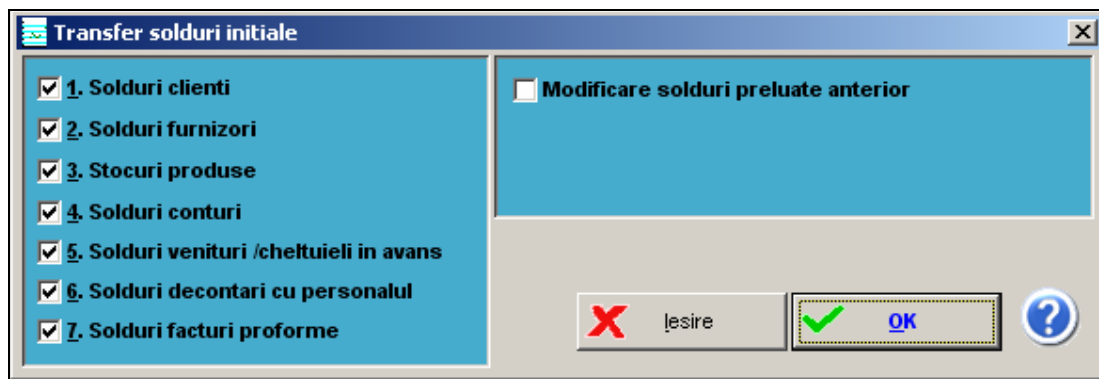 Transfer solduri initiale
1. Solduri clienti
2. Solduri furnizori
3. Stocuri produse
4. Solduri conturi
5. Solduri venituri /cheltuieli in avans
6. Solduri decontari cu personalul
7. Solduri facturi proforme
Modificare solduri preluate anterior
Iesire
OK
?